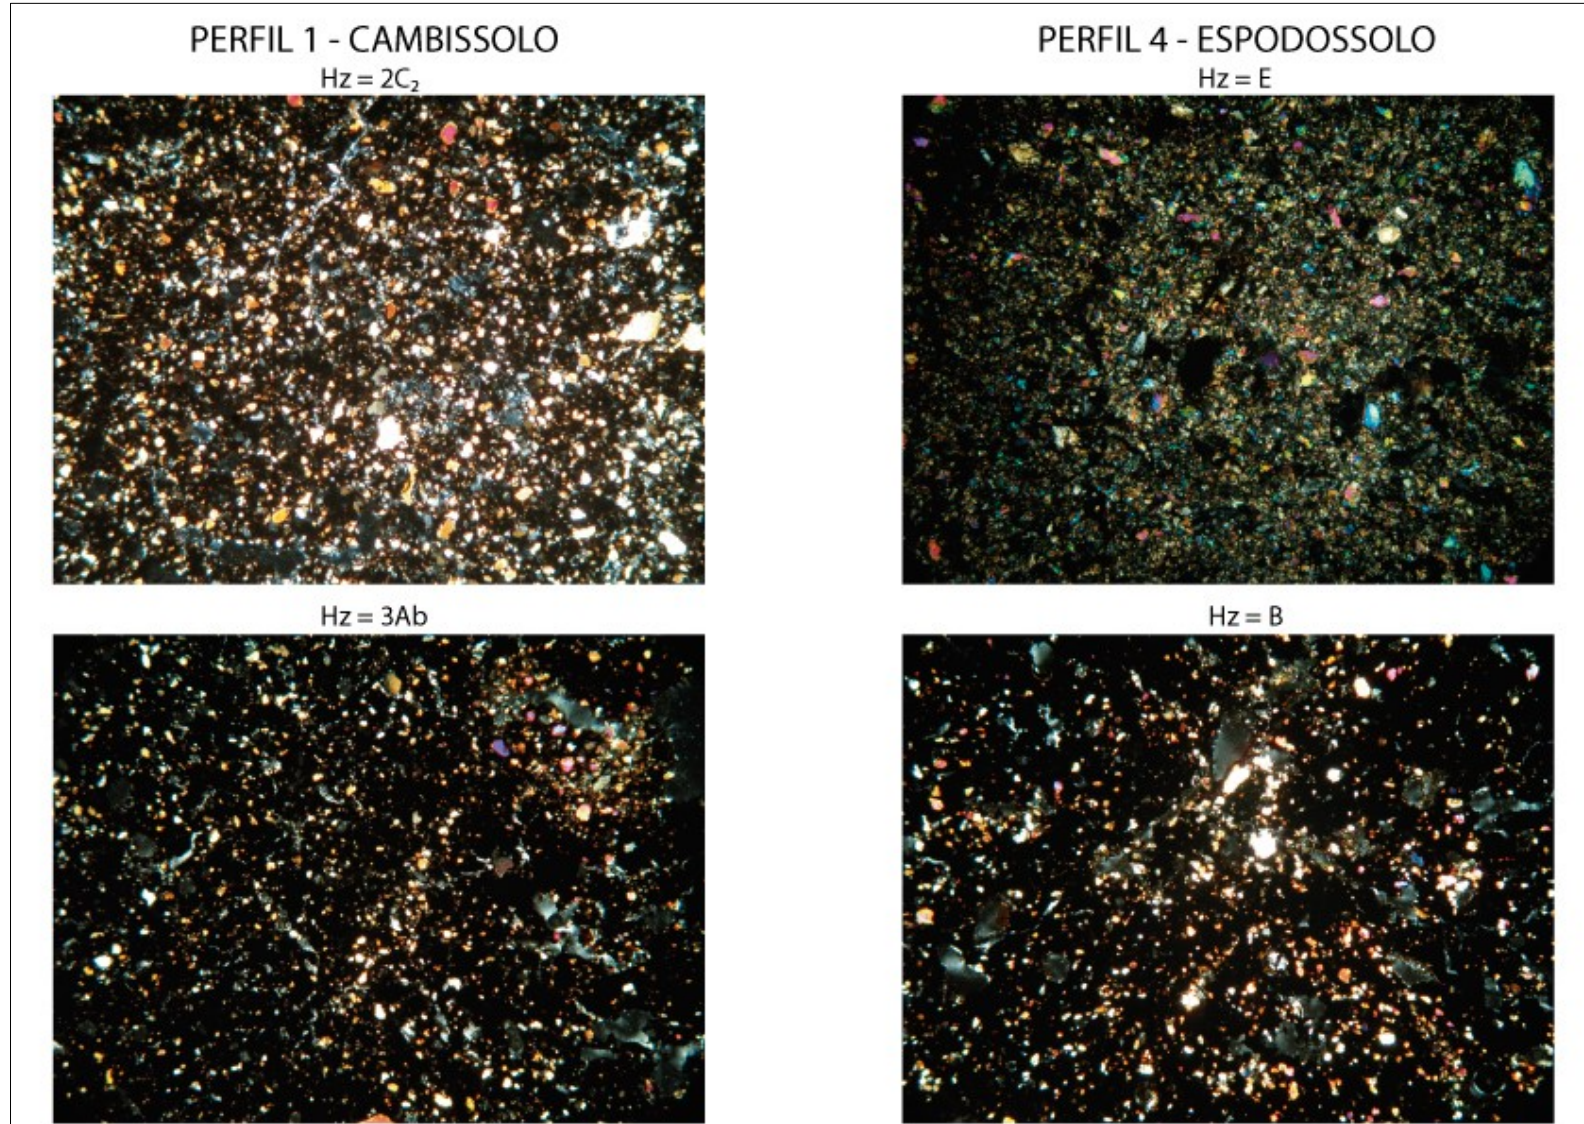 PERFIL 1 - CAMBISSOLO
Hz = 2C₂
Hz = 3Ab
PERFIL 4 - ESPODOSSOLO
Hz = E
Hz = B